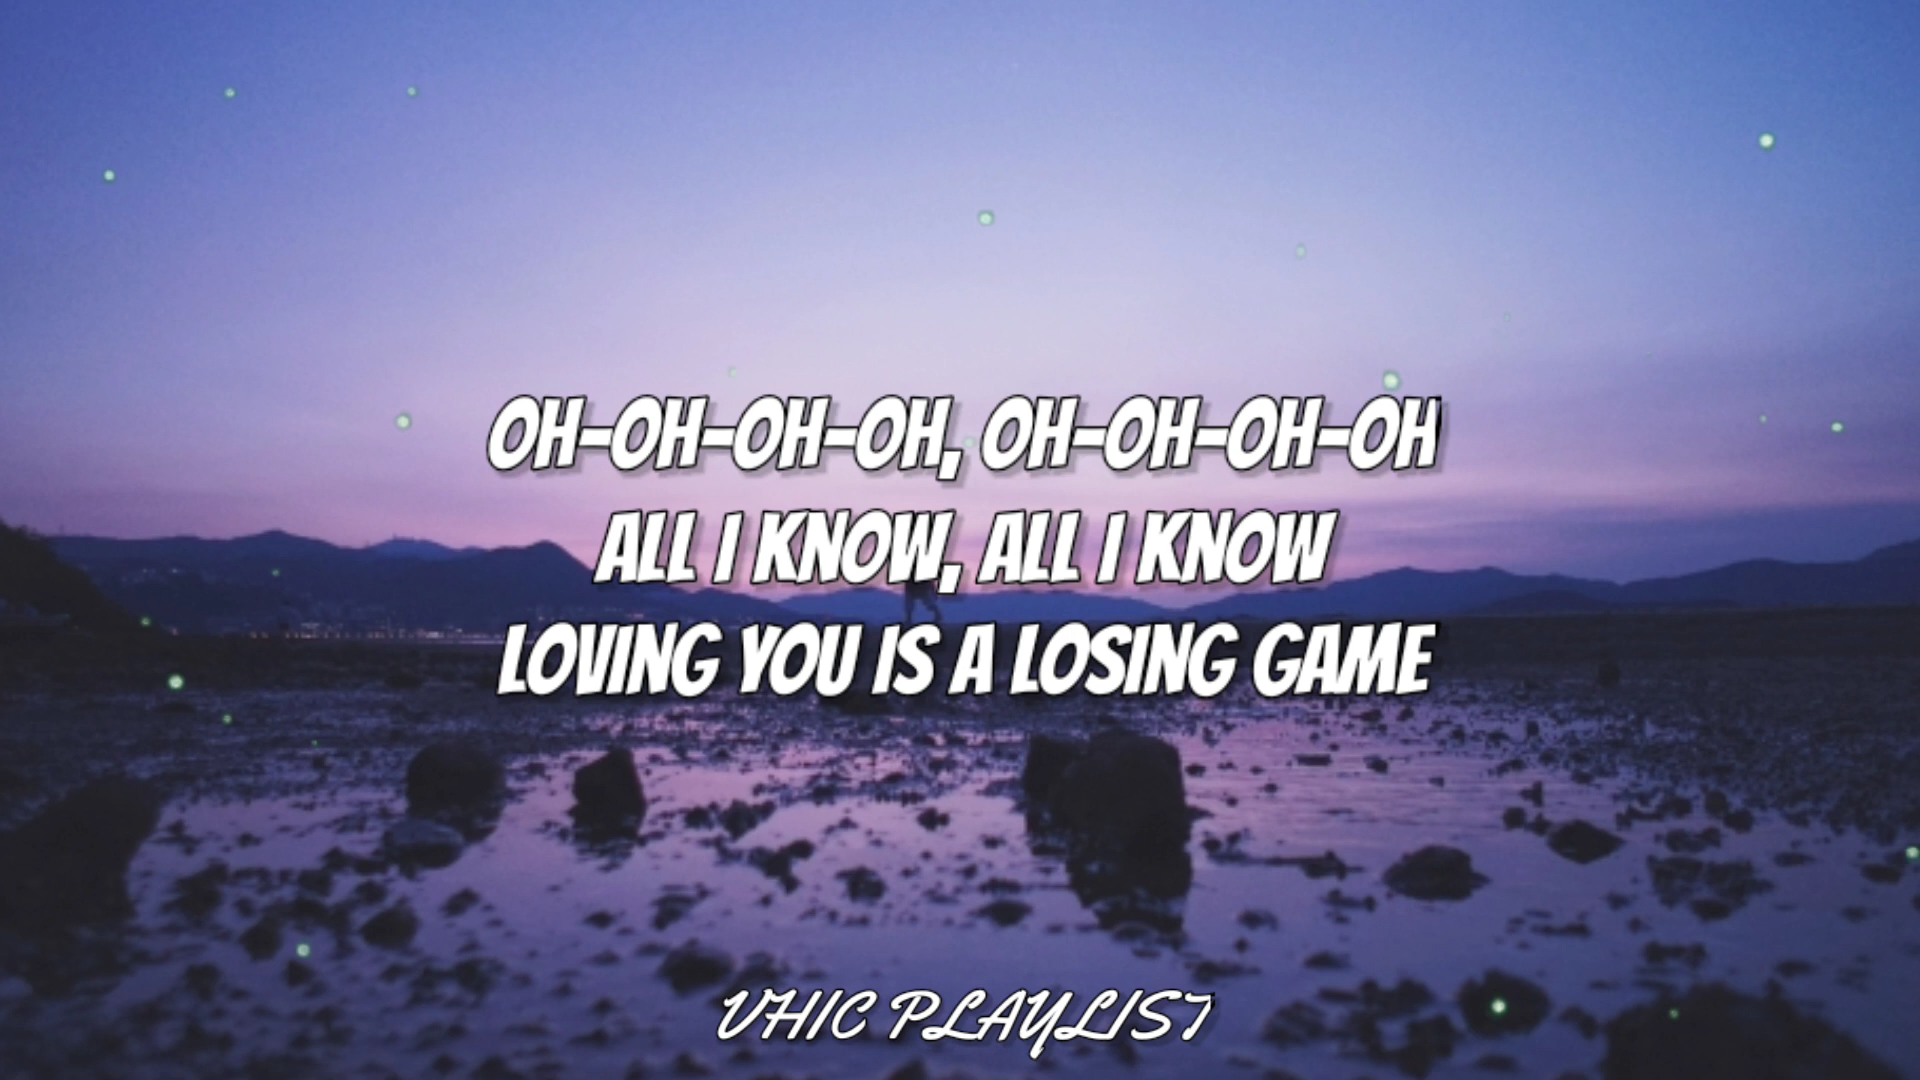 OH-OH-OH-OH, OH-OH-OH-OH
ALL I KNOW, ALL I KNOW
LOVING YOU IS A LOSING GAME
VHIC PLAYLIST